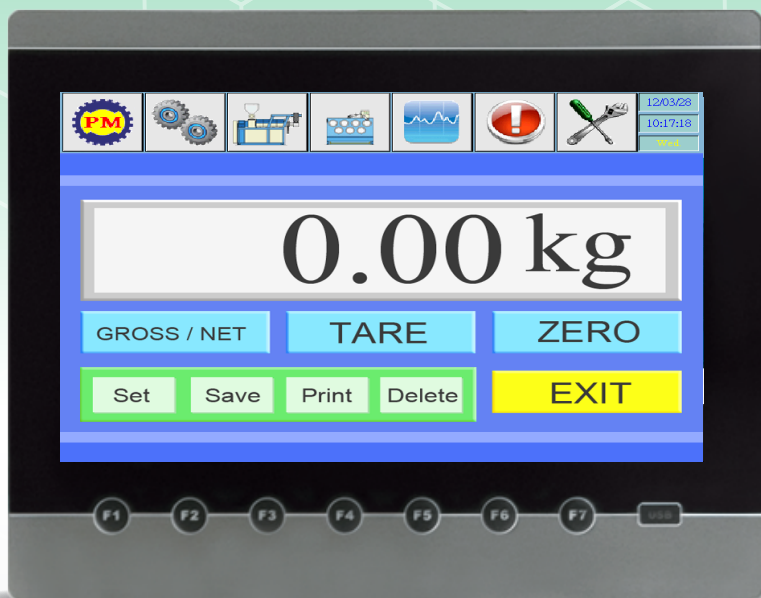 PM
12/03/28
10:17:18
Wed
0.00 kg
GROSS / NET
TARE
ZERO
Set
Save
Print
Delete
EXIT
F1
F2
F3
F4
F5
F6
F7
USB